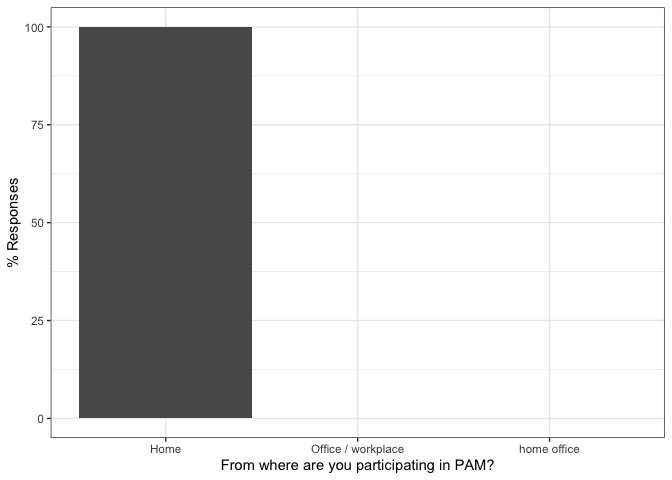 100
75
50
25
0
% Responses
Home
Office / workplace
home office
From where are you participating in PAM?